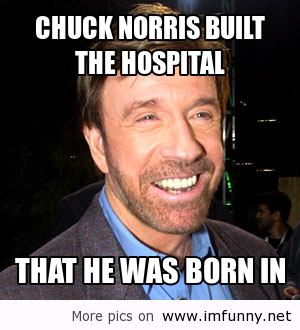 CHUCK NORRIS BUILT
THE HOSPITAL
THAT HE WAS BORN IN
More pics on www.imfunny.net